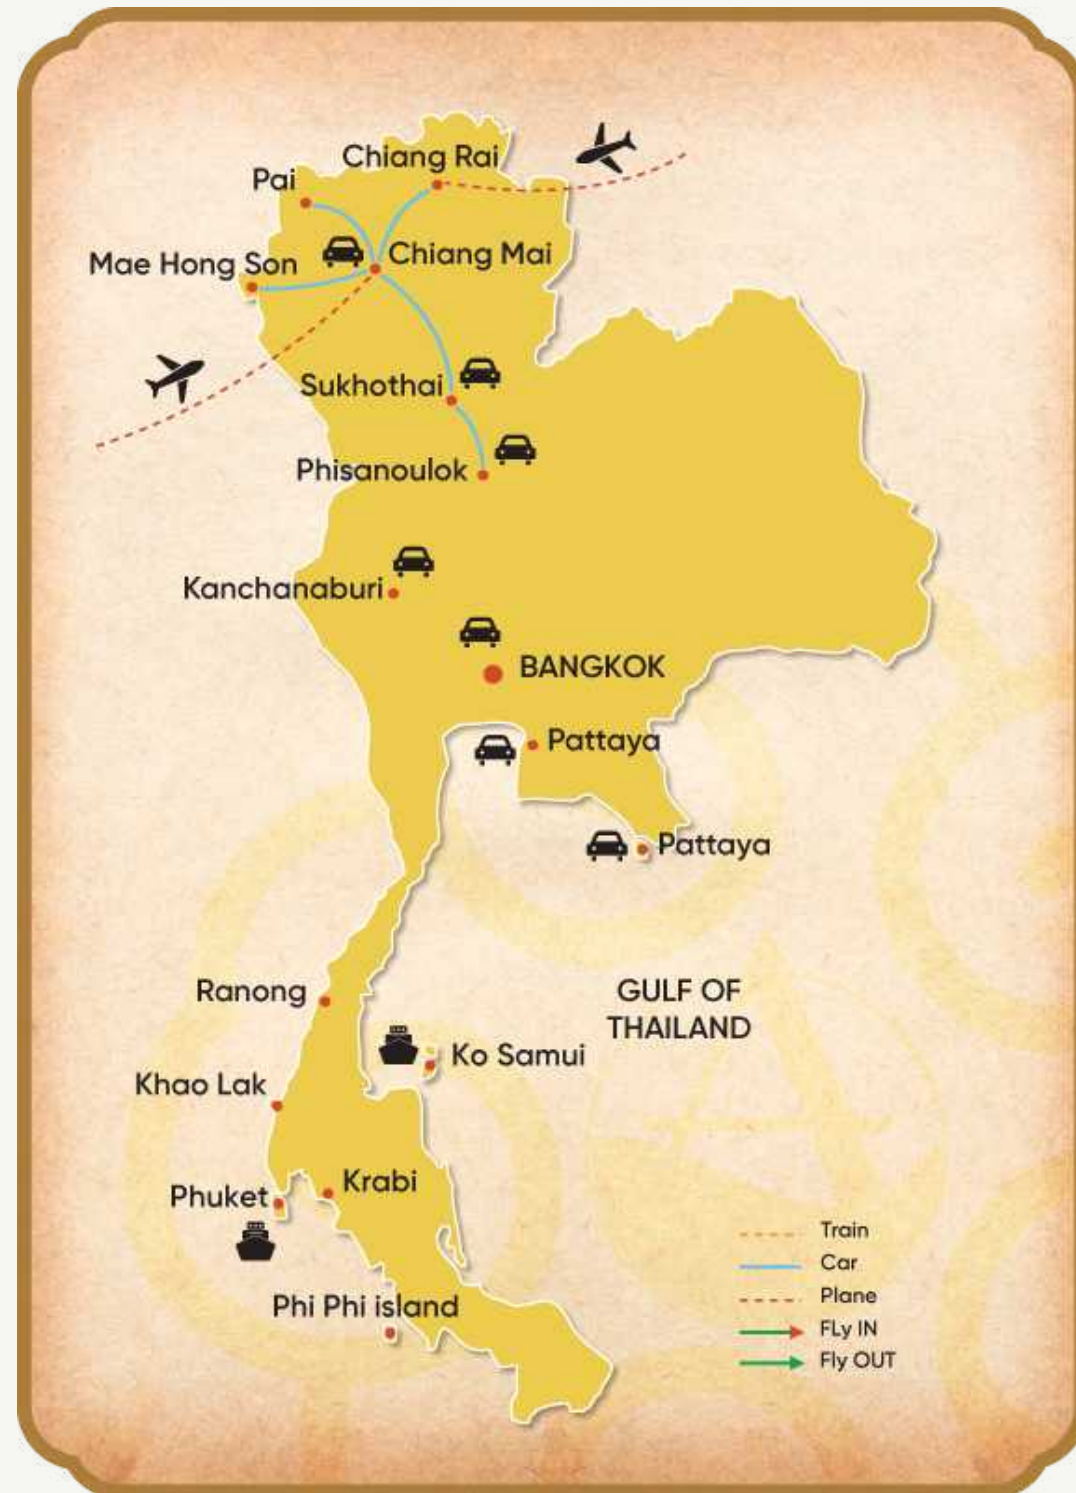 Chiang Rai
Pai
Chiang Mai
Mae Hong Son
Sukhothai
Phisanoulok
Kanchanaburi
BANGKOK
Pattaya
Pattaya
Ranong
GULF OF
THAILAND
Ko Samui
Khao Lak
Krabi
Phuket
Phi Phi island
Train
Car
Plane
FLy IN
Fly OUT